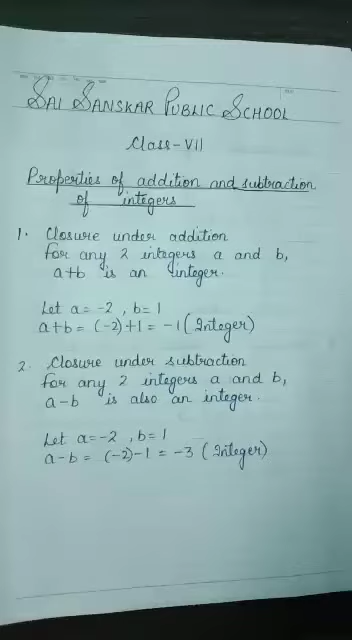 SAI SANSKAR PUBLIC SCHOOL
Class-VII
Properties of addition and subtraction
of integers
1. Closure under addition
for any 2 integers a and b,
a+b is an integer.
Let a = -2 , b = 1
a+b = (-2)+1 = -1 (Integer)
2. Closure under subtraction
for any 2 integers a and b,
a-b is also an integer.
Let a = -2 , b = 1
a-b = (-2)-1 = -3 (Integer)